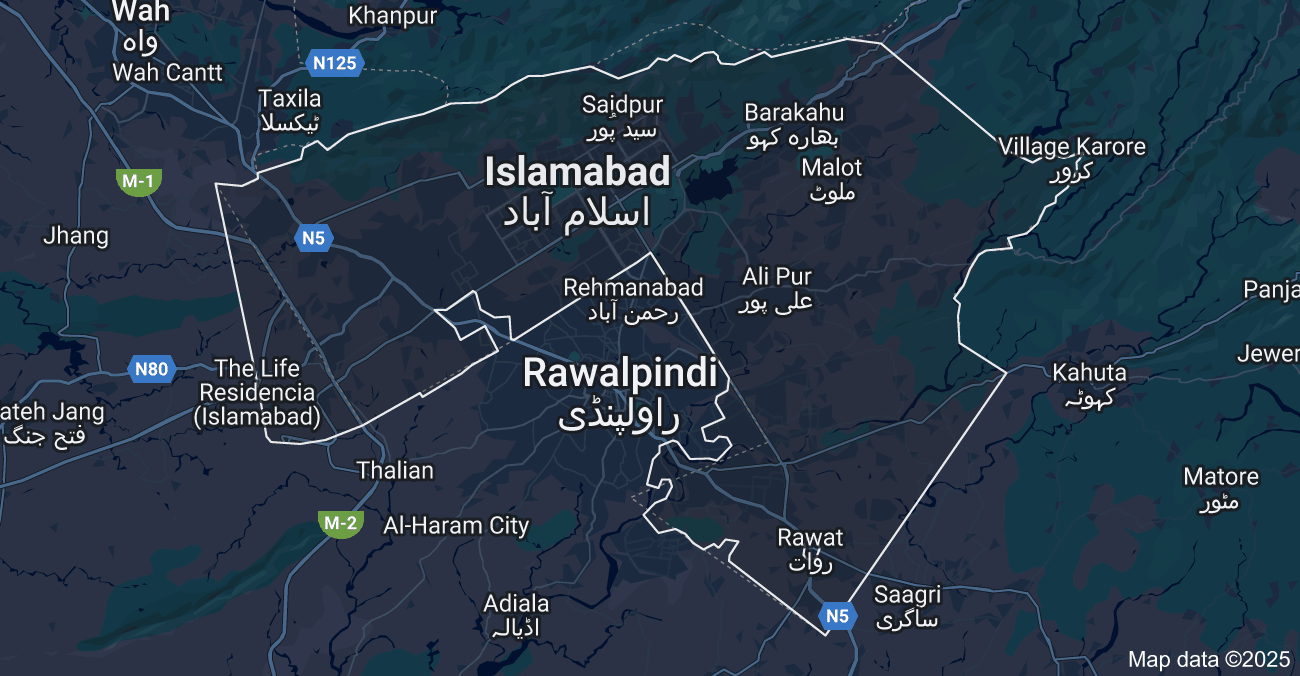 Wah
واہ
Khanpur
N125
Wah Cantt
Taxila
ٹیکسلا
Saidpur
سید پُور
Barakahu
بھارہ کہو
Village Karore
کرور
Malot
ملوٹ
Islamabad
اسلام آباد
M-1
Jhang
N5
Rehmanabad
رحمن آباد
Ali Pur
علی پور
Panja
Jewer
N80
The Life
Residencia
(Islamabad)
Rawalpindi
راولپنڈی
Kahuta
کہوٹہ
ateh Jang
فتح جنگ
Thalian
Matore
مٹور
M-2
Al-Haram City
Rawat
روات
Adiala
اڈیالہ
N5
Saagri
ساگری
Map data ©2025